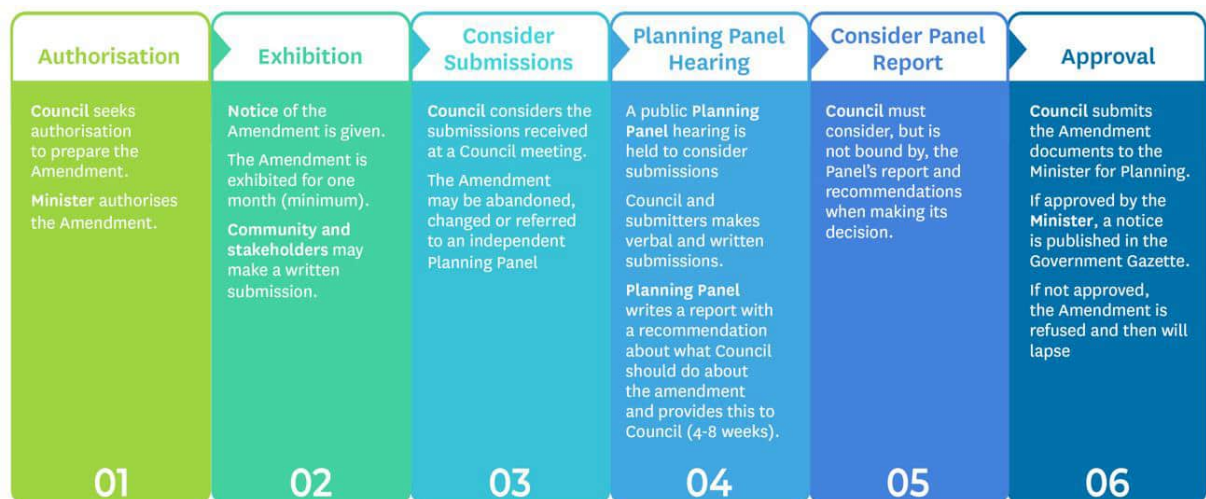 Authorisation
Council seeks
authorisation
to prepare the
Amendment.
Minister authorises
the Amendment.
01
Exhibition
Notice of the
Amendment is given.
The Amendment is
exhibited for one
month (minimum).
Community and
stakeholders may
make a written
submission.
02
Consider
Submissions
Council considers the
submissions received
at a Council meeting.
The Amendment
may be abandoned,
changed or referred
to an independent
Planning Panel
03
Planning Panel
Hearing
A public Planning
Panel hearing is
held to consider
submissions
Council and
submitters makes
verbal and written
submissions.
Planning Panel
writes a report with
a recommendation
about what Council
should do about
the amendment
and provides this to
Council (4-8 weeks).
04
Consider Panel
Report
Council must
consider, but is
not bound by, the
Panel's report and
recommendations
when making its
decision.
05
Approval
Council submits
the Amendment
documents to the
Minister for Planning.
If approved by the
Minister, a notice
is published in the
Government Gazette.
If not approved,
the Amendment is
refused and then will
lapse
06